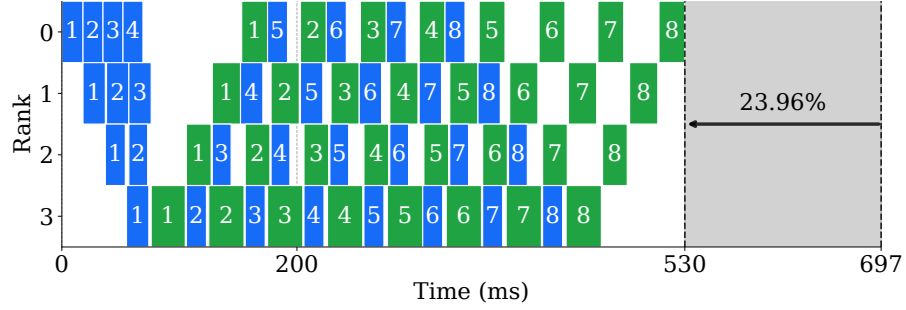 0 1 2 3 4 1 5 2 6 3 7 4 8 5 6 7 8
1 1 2 3 1 4 2 5 3 6 4 7 5 8 6 7 8
23.96%
2 1 2 1 3 2 4 3 5 4 6 5 7 6 8 7 8
3 1 1 2 2 3 3 4 4 5 5 6 6 7 7 8 8
Rank
0 200 530 697
Time (ms)